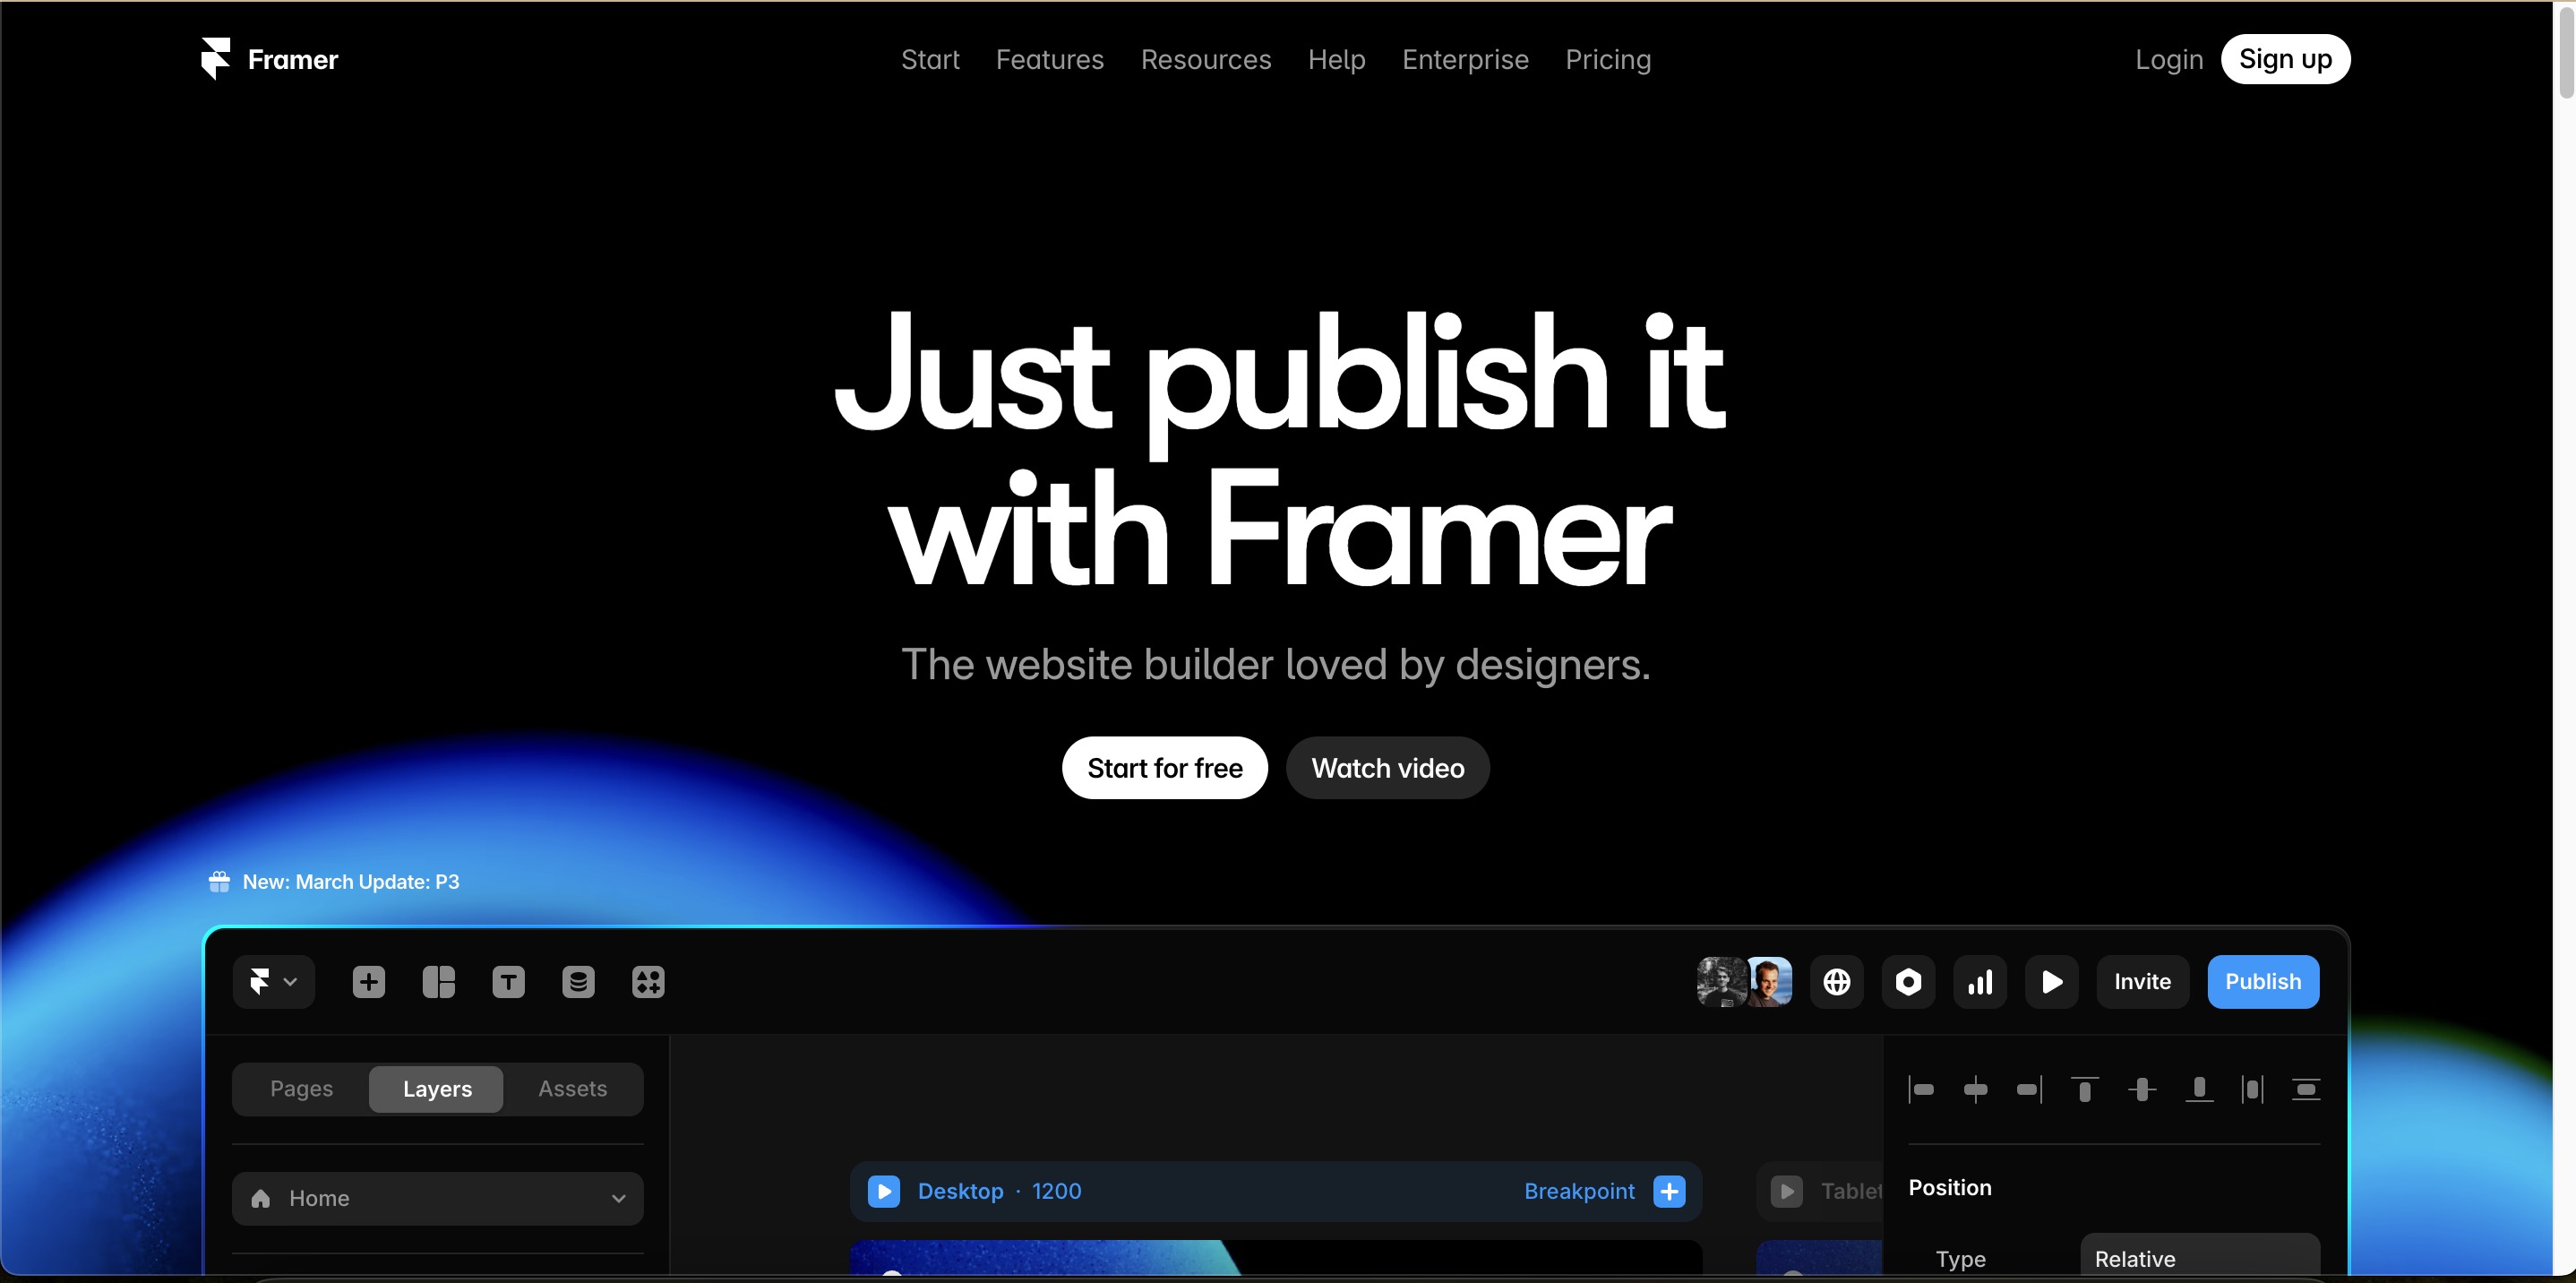 Framer
Start Features Resources Help Enterprise Pricing
Login Sign up
Just publish it
with Framer
The website builder loved by designers.
Start for free Watch video
New: March Update: P3
Invite Publish
Pages Layers Assets
Home
Desktop · 1200 Breakpoint
Tablet
Position
Type Relative